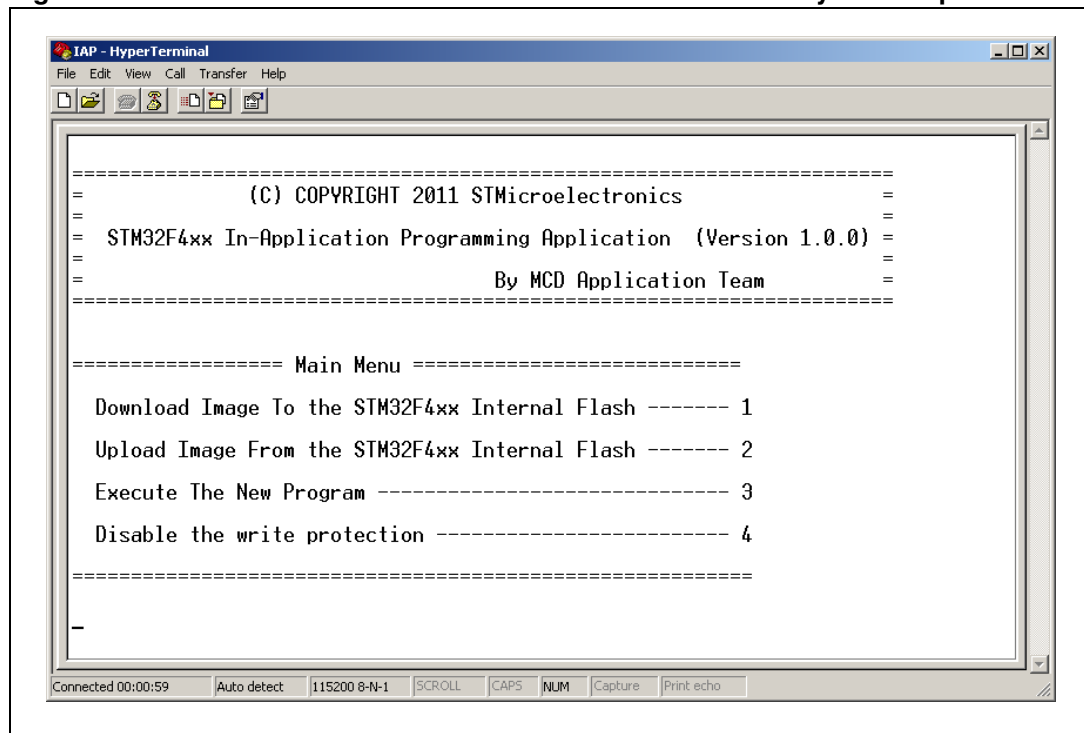 IAP - HyperTerminal
File Edit View Call Transfer Help
======================================================================
= (C) COPYRIGHT 2011 STMicroelectronics =
= =
= STM32F4xx In-Application Programming Application (Version 1.0.0) =
= =
= By MCD Application Team =
======================================================================
================== Main Menu ============================
Download Image To the STM32F4xx Internal Flash ------- 1
Upload Image From the STM32F4xx Internal Flash ------- 2
Execute The New Program ------------------------------ 3
Disable the write protection ------------------------- 4
==========================================================
_
Connected 00:00:59 Auto detect 115200 8-N-1 SCROLL CAPS NUM Capture Print echo